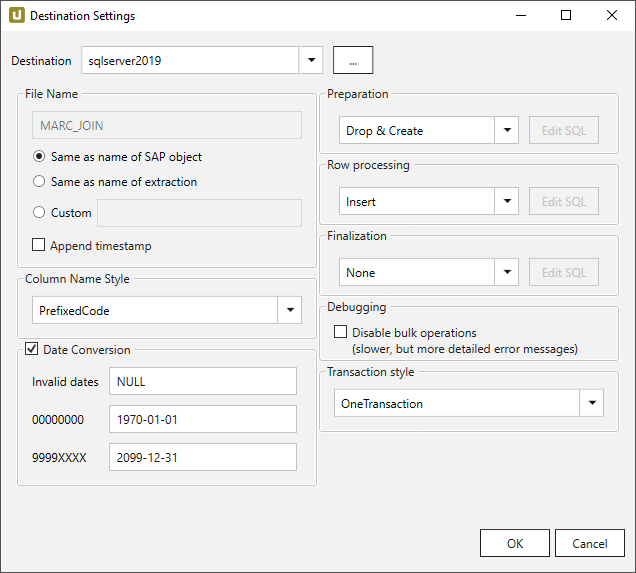 Destination Settings
Destination
sqlserver2019
...
File Name
MARC_JOIN
Same as name of SAP object
Same as name of extraction
Custom
Append timestamp
Column Name Style
PrefixedCode
Date Conversion
Invalid dates
NULL
00000000
1970-01-01
9999XXXX
2099-12-31
Preparation
Drop & Create
Edit SQL
Row processing
Insert
Edit SQL
Finalization
None
Edit SQL
Debugging
Disable bulk operations
(slower, but more detailed error messages)
Transaction style
OneTransaction
OK
Cancel